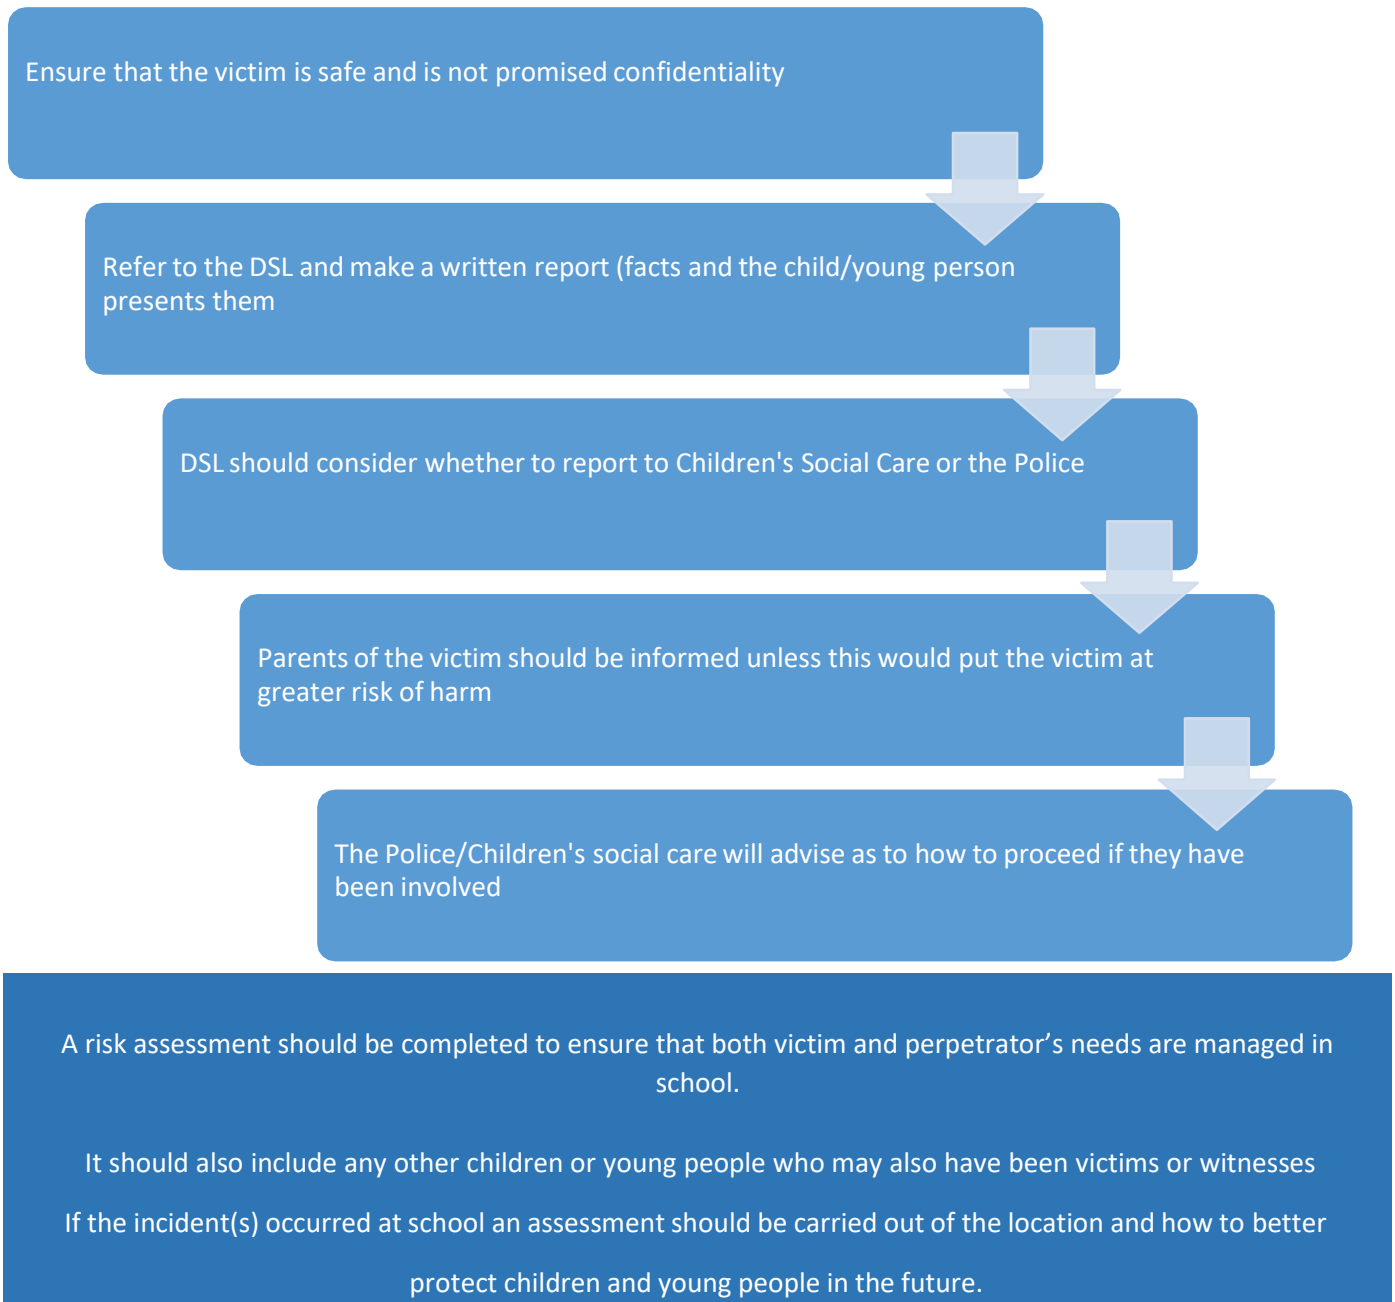 Ensure that the victim is safe and is not promised confidentiality
Refer to the DSL and make a written report (facts and the child/young person
presents them
DSL should consider whether to report to Children's Social Care or the Police
Parents of the victim should be informed unless this would put the victim at
greater risk of harm
The Police/Children's social care will advise as to how to proceed if they have
been involved
A risk assessment should be completed to ensure that both victim and perpetrator’s needs are managed in
school.
It should also include any other children or young people who may also have been victims or witnesses
If the incident(s) occurred at school an assessment should be carried out of the location and how to better
protect children and young people in the future.